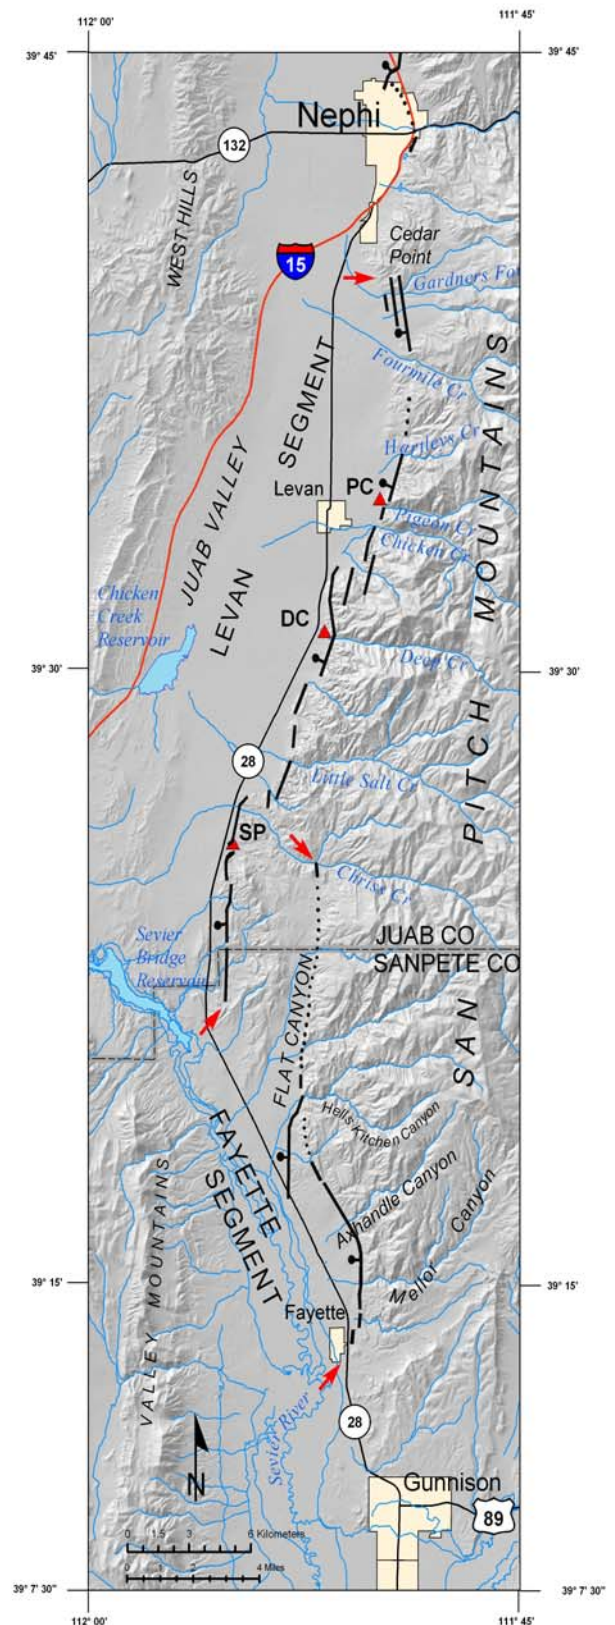 112° 00'
111° 45'
39° 45'
39° 45'
Nephi
132
WEST HILLS
Cedar
Point
15
Gardners Fo
SEGMENT
Fourmile Cr
MOUNTAINS
Hartleys Cr
JUAB VALLEY
Levan
PC
Pigeon Cr
Chicken Cr
LEVAN
Chicken
Creek
Reservoir
DC
Deep Cr
39° 30'
39° 30'
PITCH
28
Little Salt Cr
SP
Chriss Cr
Sevier
Bridge
Reservoir
JUAB CO
SANPETE CO
FLAT CANYON
SAN
Hells Kitchen Canyon
FAYETTE
SEGMENT
Axhandle Canyon
Canyon
Mellor
VALLEY MOUNTAINS
39° 15'
39° 15'
Fayette
Sevier River
28
N
Gunnison
89
0 1.5 3 6 Kilometers
0 1 2 4 Miles
39° 7' 30"
39° 7' 30"
112° 00'
111° 45'